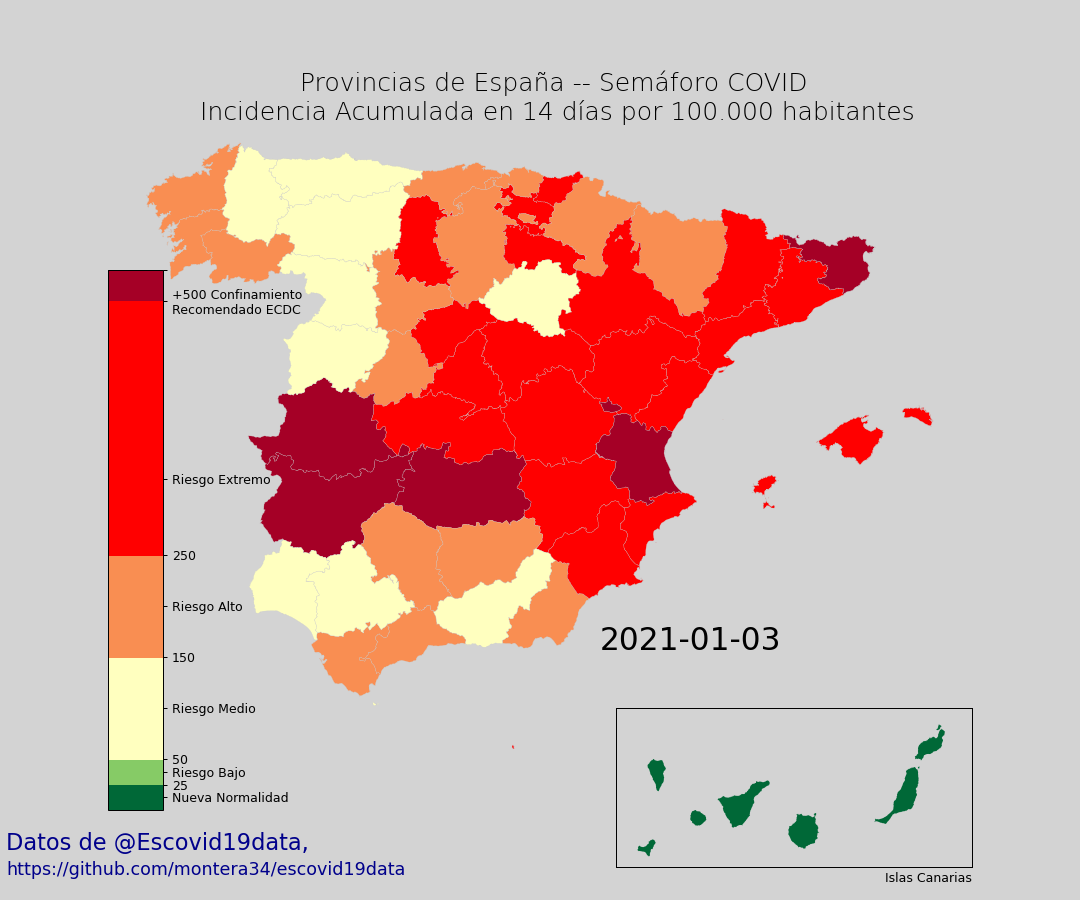 Provincias de España -- Semáforo COVID
Incidencia Acumulada en 14 días por 100.000 habitantes
+500 Confinamiento
Recomendado ECDC
Riesgo Extremo
250
Riesgo Alto
150
Riesgo Medio
50
Riesgo Bajo
25
Nueva Normalidad
2021-01-03
Islas Canarias
Datos de @Escovid19data,
https://github.com/montera34/escovid19data